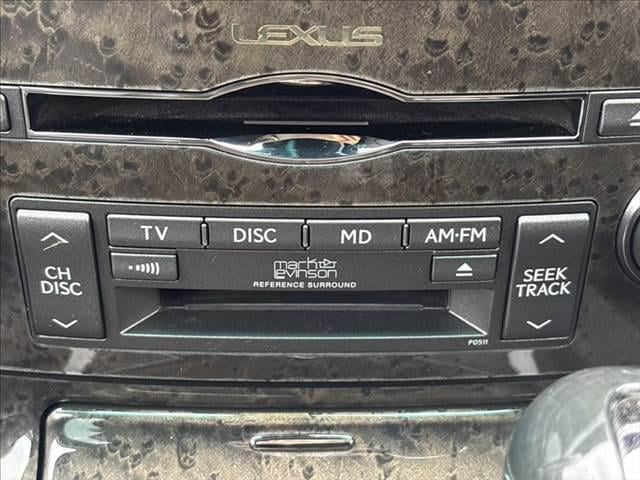 LEXUS
TV DISC MD AM·FM
CH
DISC
mark
levinson
REFERENCE SURROUND
SEEK
TRACK
P0511